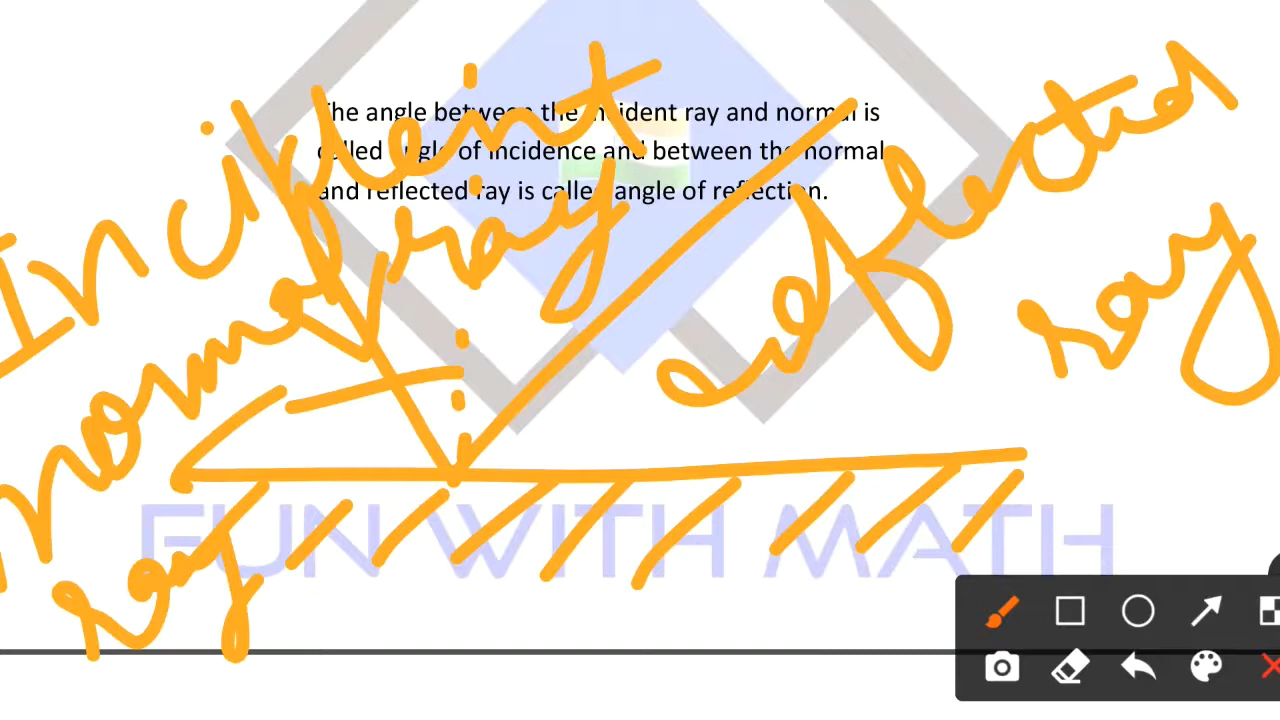 The angle between the incident ray and normal is
called angle of incidence and between the normal
and reflected ray is called angle of reflection.
Incident
ray
normal
ray
reflected
ray
FUN WITH MATH